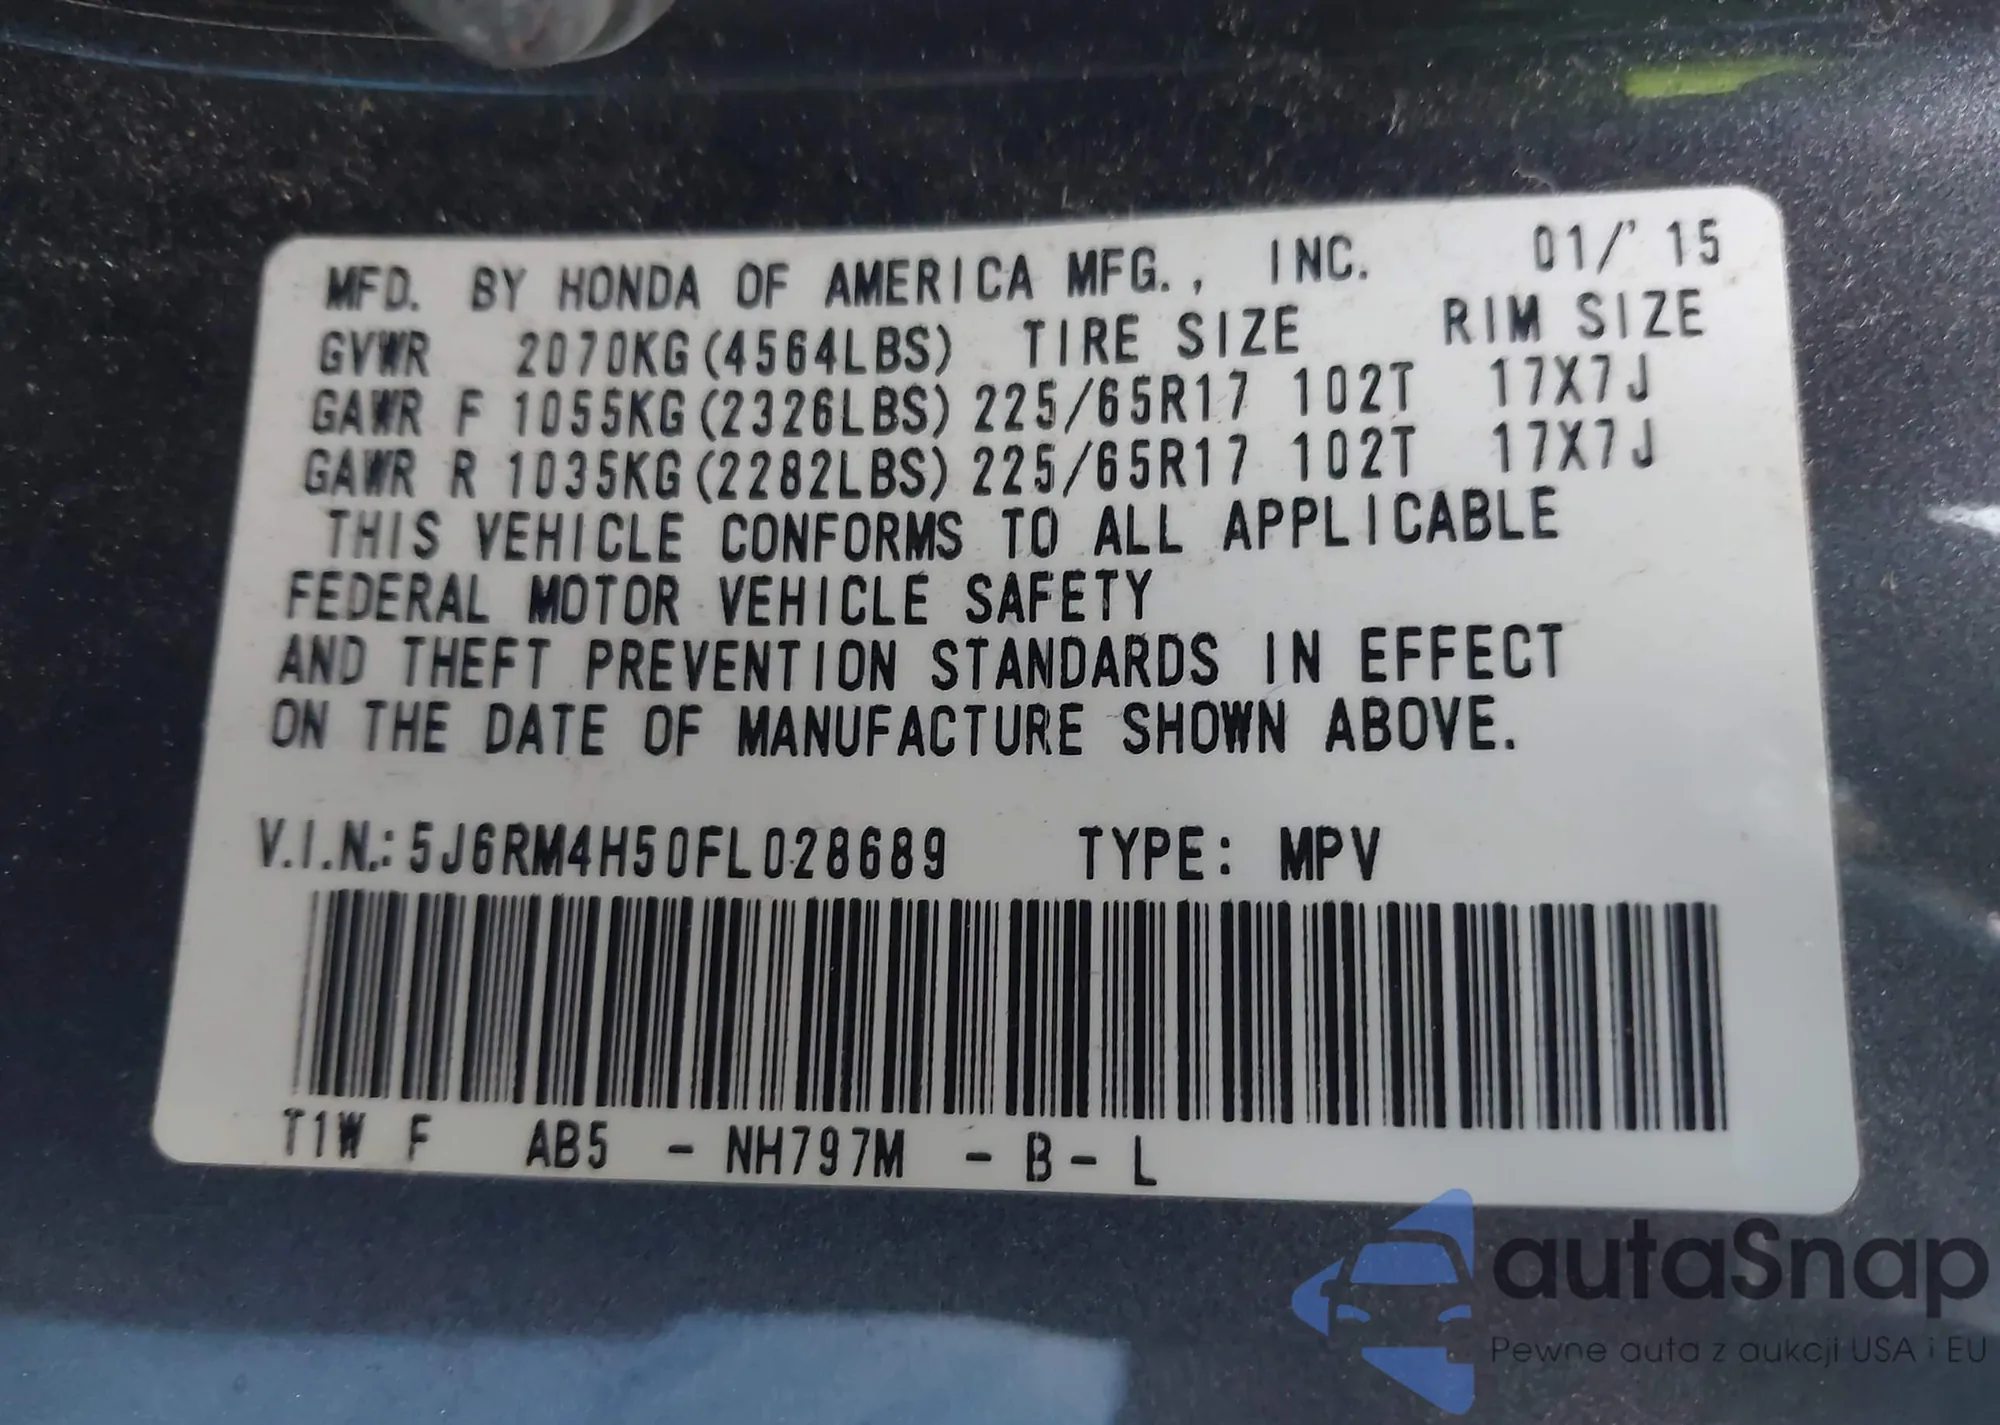 MFD. BY HONDA OF AMERICA MFG., INC. 01/'15
GVWR 2070KG(4564LBS) TIRE SIZE RIM SIZE
GAWR F 1055KG(2326LBS) 225/65R17 102T 17X7J
GAWR R 1035KG(2282LBS) 225/65R17 102T 17X7J
THIS VEHICLE CONFORMS TO ALL APPLICABLE
FEDERAL MOTOR VEHICLE SAFETY
AND THEFT PREVENTION STANDARDS IN EFFECT
ON THE DATE OF MANUFACTURE SHOWN ABOVE.
V.I.N.: 5J6RM4H50FL028689 TYPE: MPV
T1W F AB5 - NH797M - B - L
autaSnap
Pewne auta z aukcji USA i EU